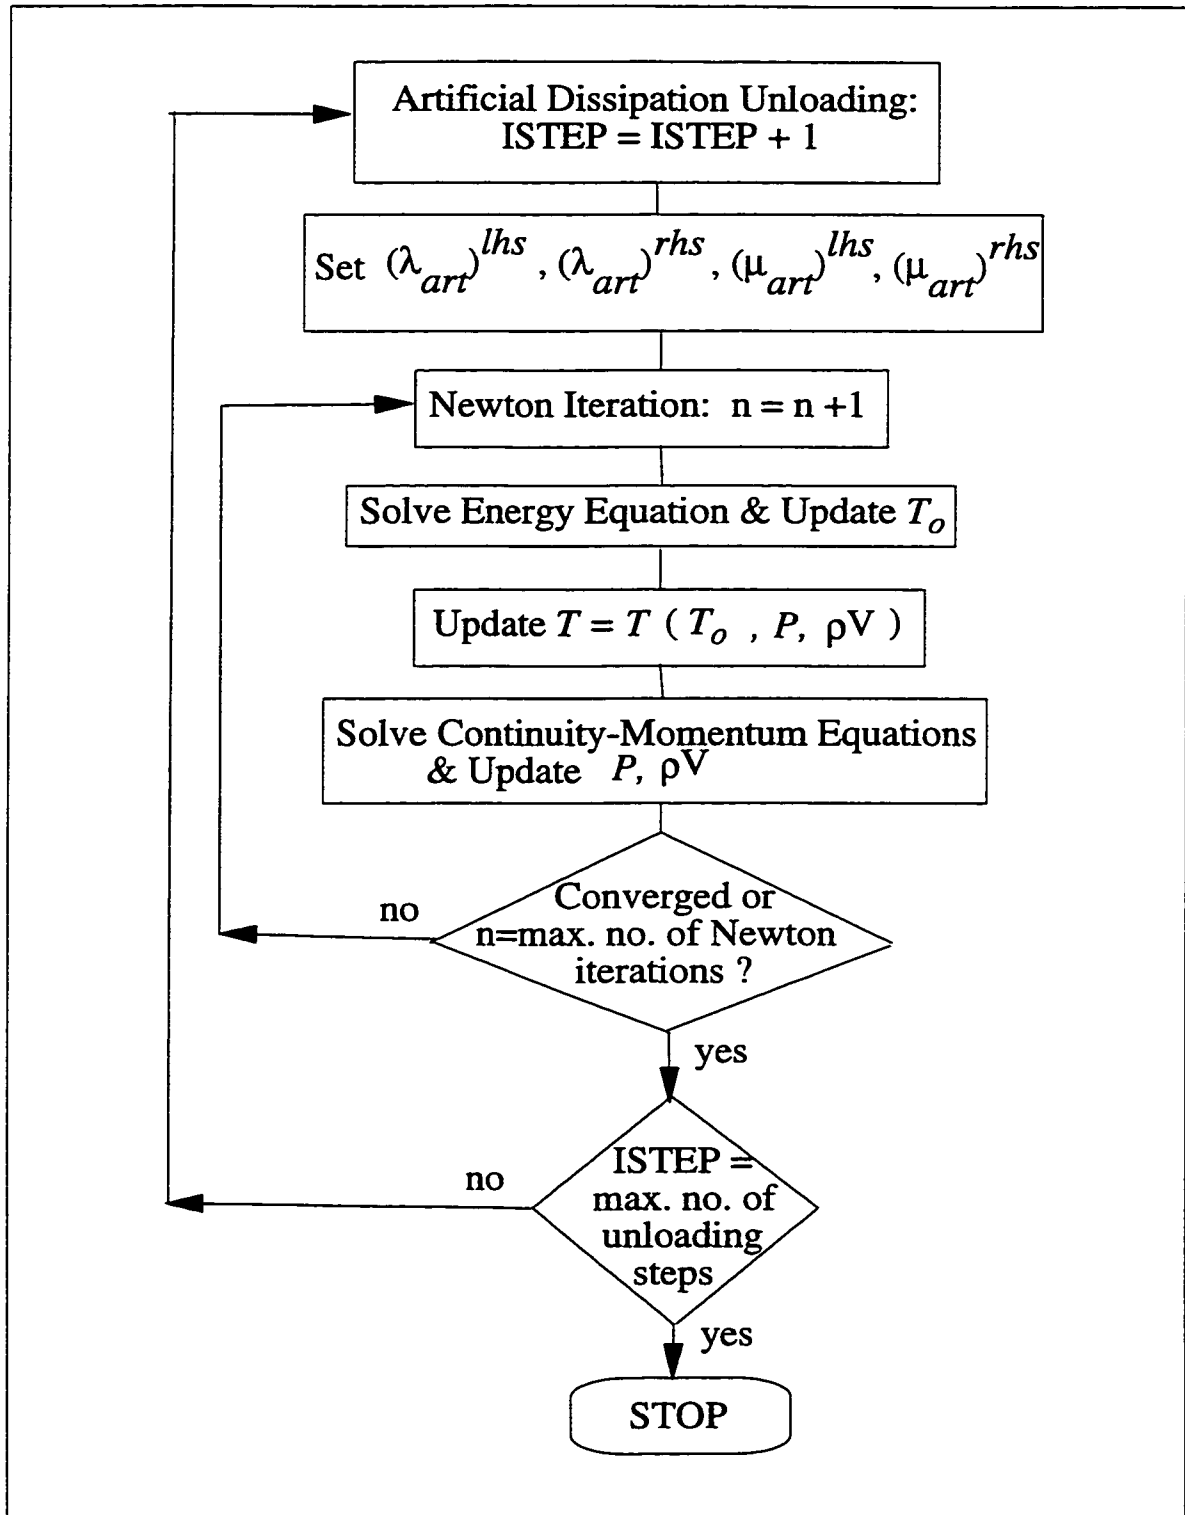 Artificial Dissipation Unloading:
ISTEP = ISTEP + 1
Set (λ_art)^lhs, (λ_art)^rhs, (μ_art)^lhs, (μ_art)^rhs
Newton Iteration: n = n +1
Solve Energy Equation & Update T_o
Update T = T ( T_o , P, ρV )
Solve Continuity-Momentum Equations
& Update P, ρV
Converged or
n=max. no. of Newton
iterations ?
no
yes
ISTEP =
max. no. of
unloading
steps
no
yes
STOP